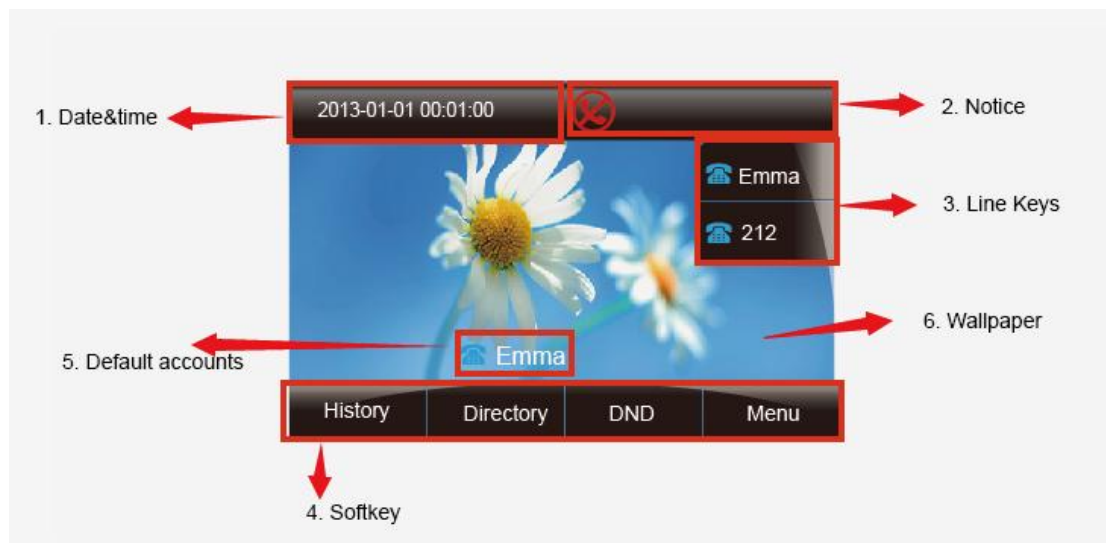 2013-01-01 00:01:00
1. Date&time
2. Notice
Emma
3. Line Keys
212
6. Wallpaper
Emma
5. Default accounts
History Directory DND Menu
4. Softkey